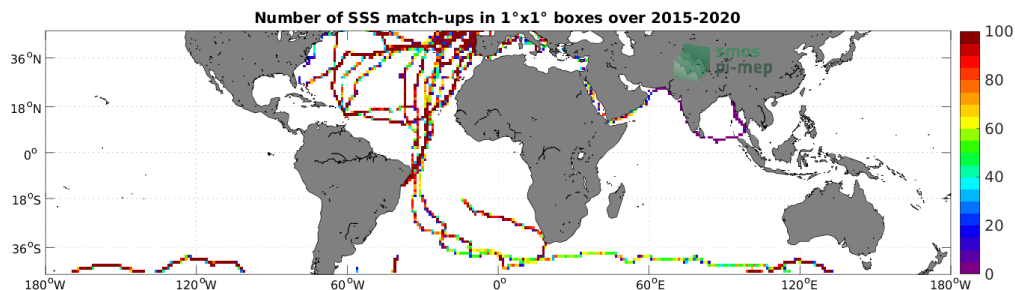 Number of SSS match-ups in 1°x1° boxes over 2015-2020
smos
pi-mep
100
80
60
40
20
0
36°N
18°N
0°
18°S
36°S
180°W 120°W 60°W 0°E 60°E 120°E 180°W